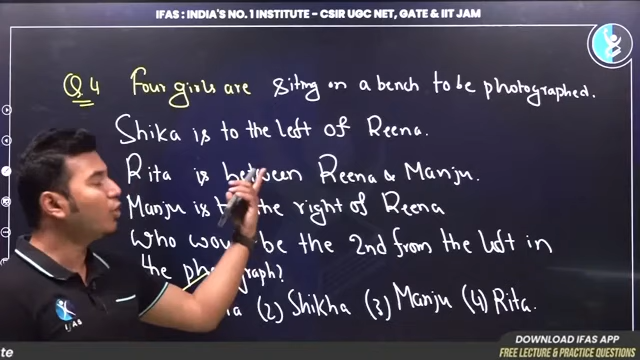 IFAS : INDIA'S NO. 1 INSTITUTE - CSIR UGC NET, GATE & IIT JAM
Q4 Four girls are siting on a bench to be photographed.
Shika is to the left of Reena.
Rita is between Reena & Manju.
Manju is to the right of Reena
Who would be the 2nd from the left in
the photograph?
(2) Shikha (3) Manju (4) Rita.
IFAS
DOWNLOAD IFAS APP
FREE LECTURE & PRACTICE QUESTIONS